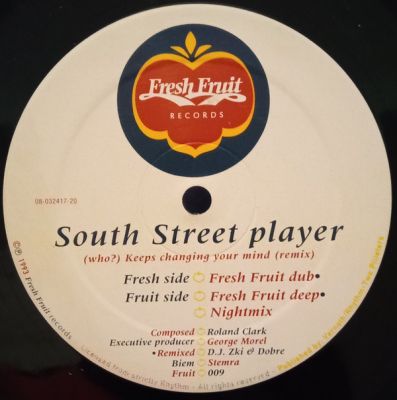 Fresh Fruit
RECORDS
08-032417-20
South Street player
(who?) Keeps changing your mind (remix)
Fresh side Fresh Fruit dub•
Fruit side Fresh Fruit deep•
Nightmix
Composed Roland Clark
Executive producer George Morel
•Remixed D.J. Zki & Dobre
Biem Stemra
Fruit 009
©℗ 1993 Fresh Fruit records
Licensed from strictly Rhythm - All rights reserved - Published by